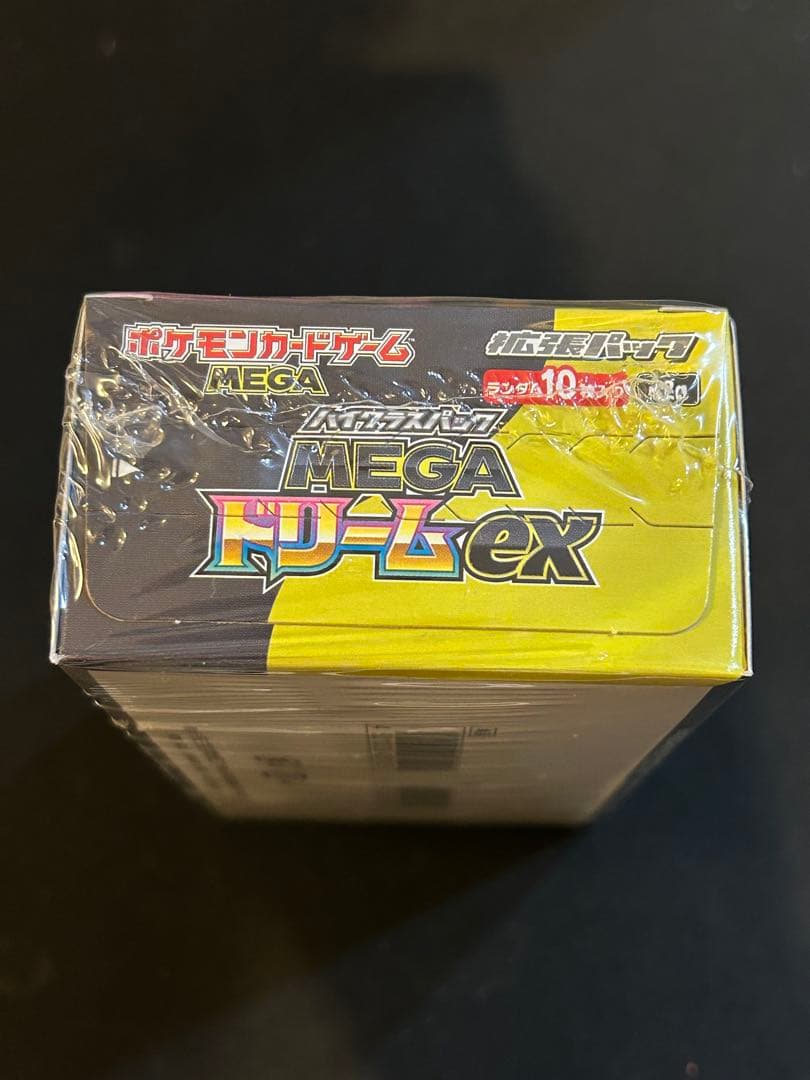 ポケモンカードゲーム
MEGA
拡張パック
ランダム10枚入り
ハイクラスパック
MEGA
ドリームex